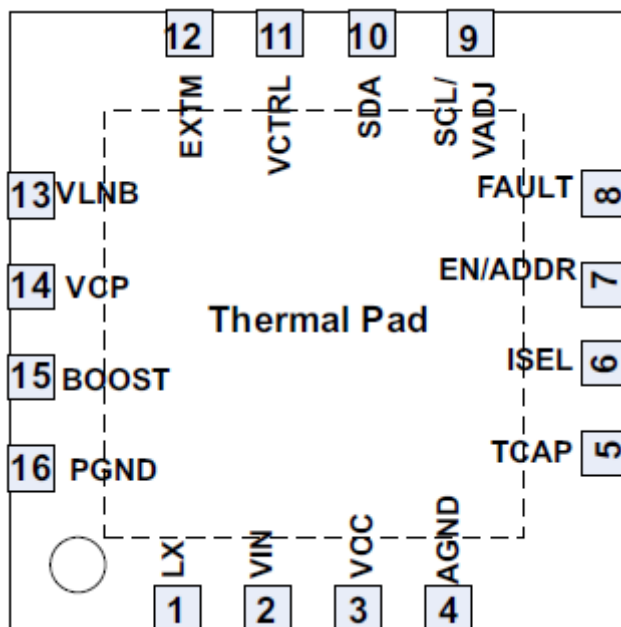 12 11 10 9
EXTM
VCTRL
SDA
SCL/
VADJ
13 VLNB
FAULT 8
14 VCP
EN/ADDR 7
Thermal Pad
15 BOOST
ISEL 6
16 PGND
TCAP 5
LX
VIN
VCC
AGND
1 2 3 4